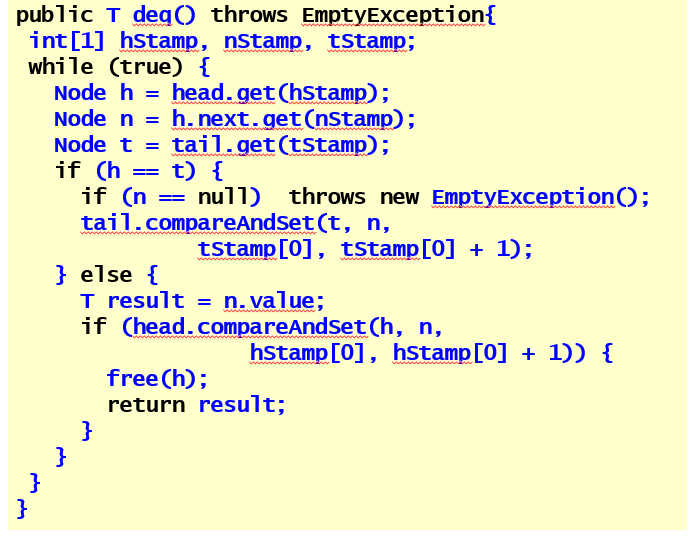 public T deq() throws EmptyException{
int[1] hStamp, nStamp, tStamp;
while (true) {
Node h = head.get(hStamp);
Node n = h.next.get(nStamp);
Node t = tail.get(tStamp);
if (h == t) {
if (n == null)  throws new EmptyException();
tail.compareAndSet(t, n,
tStamp[0], tStamp[0] + 1);
} else {
T result = n.value;
if (head.compareAndSet(h, n,
hStamp[0], hStamp[0] + 1)) {
free(h);
return result;
}
}
}
}